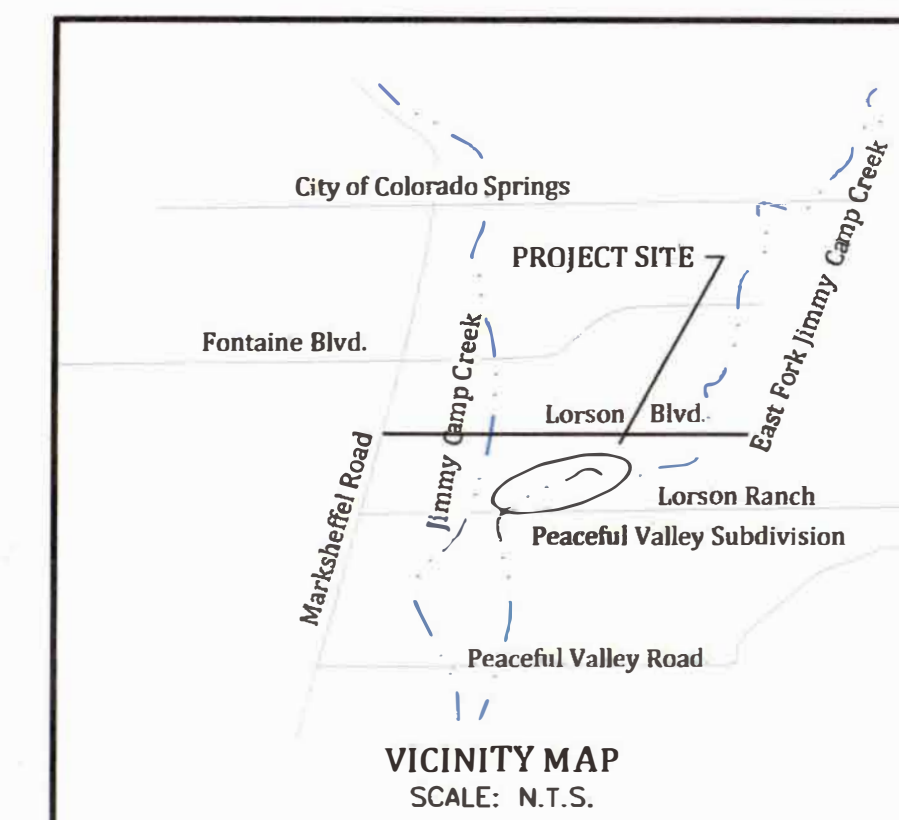 City of Colorado Springs
PROJECT SITE
East Fork Jimmy Camp Creek
Fontaine Blvd.
Jimmy Camp Creek
Lorson Blvd.
Marksheffel Road
Lorson Ranch
Peaceful Valley Subdivision
Peaceful Valley Road
VICINITY MAP
SCALE: N.T.S.